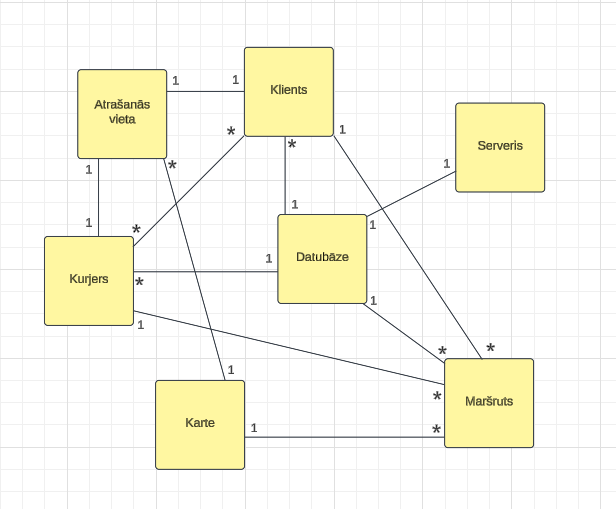 Klients
1
1
Atrašanās
vieta
*
1
Serveris
*
1
*
1
1
1
*
1
1
Kurjers
Datubāze
1
*
1
1
*
*
1
*
Maršruts
Karte
1
*